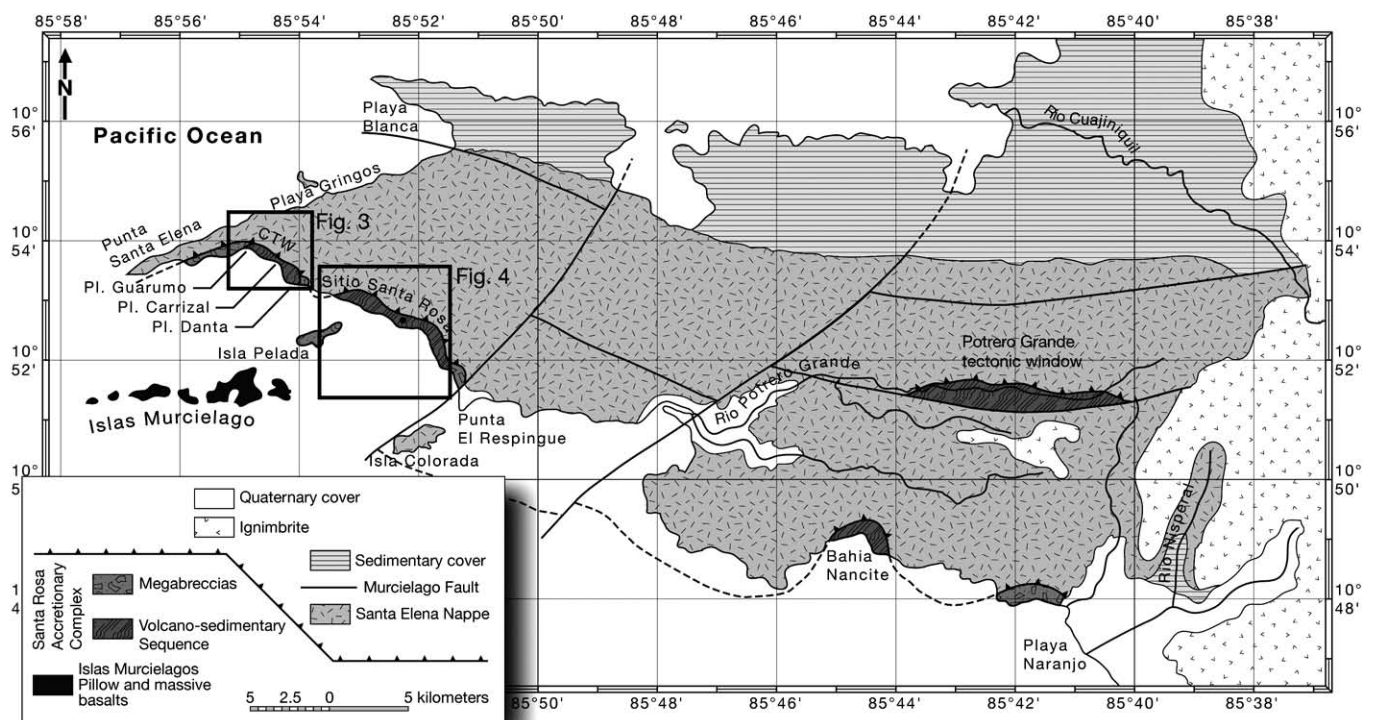 85°58' 85°56' 85°54' 85°52' 85°50' 85°48' 85°46' 85°44' 85°42' 85°40' 85°38'
N
10°
56'
10°
56'
Playa
Blanca
Rio Cuajiniquil
Pacific Ocean
Playa Gringos
Fig. 3
Punta
Santa Elena
CTW
10°
54'
10°
54'
Fig. 4
Sitio Santa Rosa
Pl. Guarumo
Pl. Carrizal
Pl. Danta
Isla Pelada
10°
52'
10°
52'
Potrero Grande
tectonic window
Islas Murcielago
Rio Potrero Grande
Punta
El Respingue
Isla Colorada
10°
5
10°
50'
Rio Nisperal
Bahia
Nancite
1
4
10°
48'
Playa
Naranjo
Quaternary cover
Ignimbrite
Sedimentary cover
Murcielago Fault
Santa Elena Nappe
Santa Rosa
Accretionary
Complex
Megabreccias
Volcano-sedimentary
Sequence
Islas Murcielagos
Pillow and massive
basalts
5 2.5 0 5 kilometers
85°50' 85°48' 85°46' 85°44' 85°42' 85°40' 85°38'